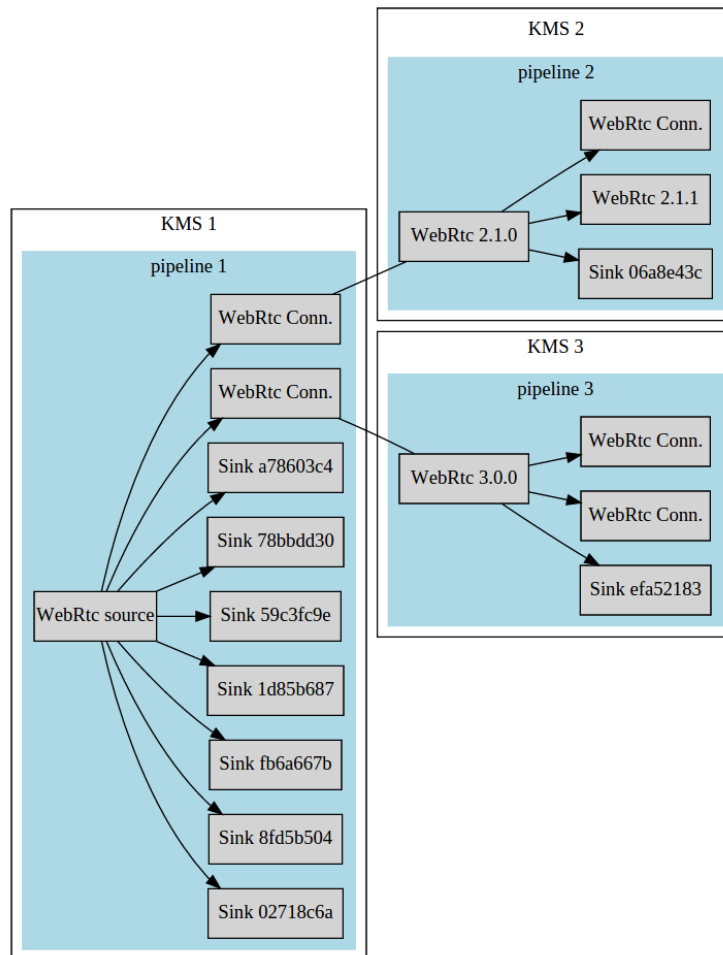 KMS 1
pipeline 1
WebRtc source
WebRtc Conn.
WebRtc Conn.
Sink a78603c4
Sink 78bbdd30
Sink 59c3fc9e
Sink 1d85b687
Sink fb6a667b
Sink 8fd5b504
Sink 02718c6a
KMS 2
pipeline 2
WebRtc 2.1.0
WebRtc Conn.
WebRtc 2.1.1
Sink 06a8e43c
KMS 3
pipeline 3
WebRtc 3.0.0
WebRtc Conn.
WebRtc Conn.
Sink efa52183